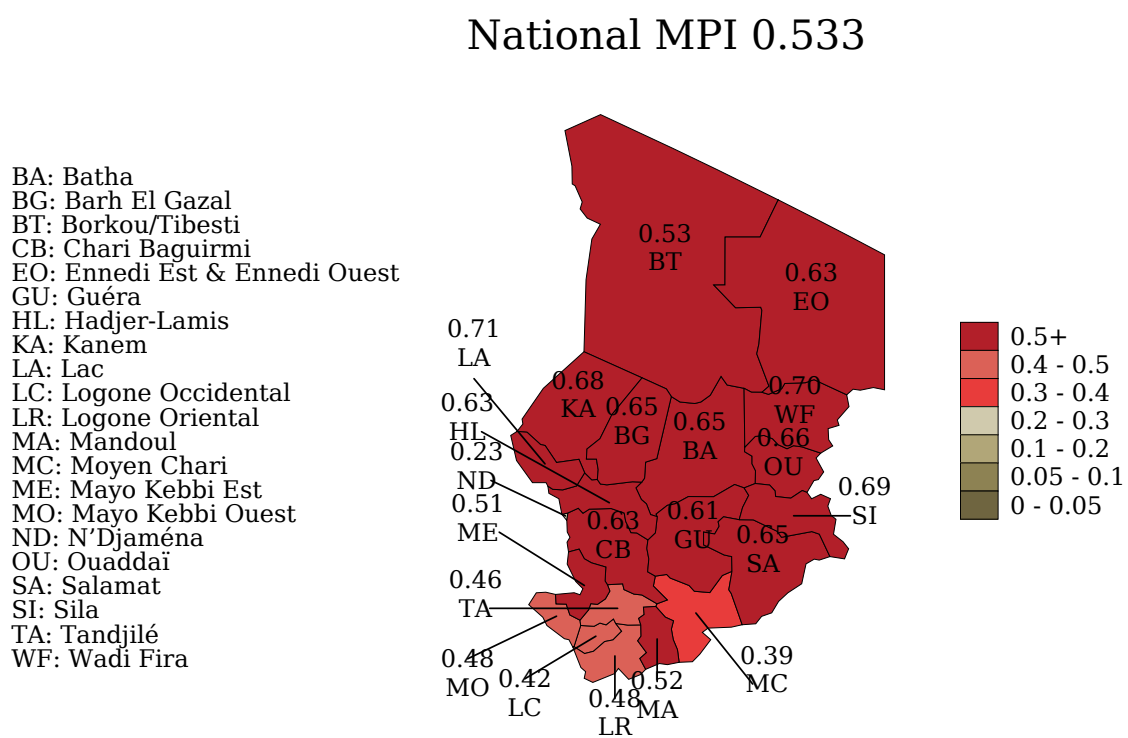 National MPI 0.533
BA: Batha
BG: Barh El Gazal
BT: Borkou/Tibesti
CB: Chari Baguirmi
EO: Ennedi Est & Ennedi Ouest
GU: Guéra
HL: Hadjer-Lamis
KA: Kanem
LA: Lac
LC: Logone Occidental
LR: Logone Oriental
MA: Mandoul
MC: Moyen Chari
ME: Mayo Kebbi Est
MO: Mayo Kebbi Ouest
ND: N’Djaména
OU: Ouaddaï
SA: Salamat
SI: Sila
TA: Tandjilé
WF: Wadi Fira
0.53
BT
0.63
EO
0.71
LA
0.68
KA
0.63
HL
0.65
BG
0.65
BA
0.70
WF
0.66
OU
0.23
ND
0.69
SI
0.51
ME
0.63
CB
0.61
GU
0.65
SA
0.46
TA
0.48
MO
0.42
LC
0.48
LR
0.52
MA
0.39
MC
0.5+
0.4 - 0.5
0.3 - 0.4
0.2 - 0.3
0.1 - 0.2
0.05 - 0.1
0 - 0.05